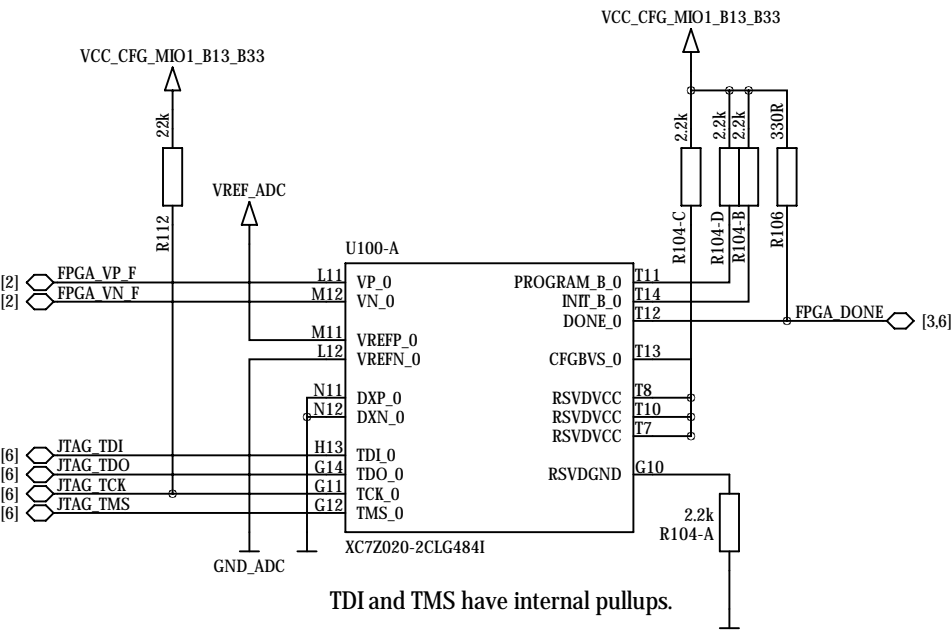 VCC_CFG_MIO1_B13_B33
VCC_CFG_MIO1_B13_B33
22k
R112
VREF_ADC
2.2k
2.2k
2.2k
330R
R104-C
R104-D
R104-B
R106
U100-A
[2] FPGA_VP_F L11 VP_0
[2] FPGA_VN_F M12 VN_0
M11 VREFP_0
L12 VREFN_0
N11 DXP_0
N12 DXN_0
[6] JTAG_TDI H13 TDI_0
[6] JTAG_TDO G14 TDO_0
[6] JTAG_TCK G11 TCK_0
[6] JTAG_TMS G12 TMS_0
PROGRAM_B_0 T11
INIT_B_0 T14
DONE_0 T12 FPGA_DONE [3,6]
CFGBVS_0 T13
RSVDVCC T8
RSVDVCC T10
RSVDVCC T7
RSVDGND G10
2.2k
R104-A
XC7Z020-2CLG484I
GND_ADC
TDI and TMS have internal pullups.